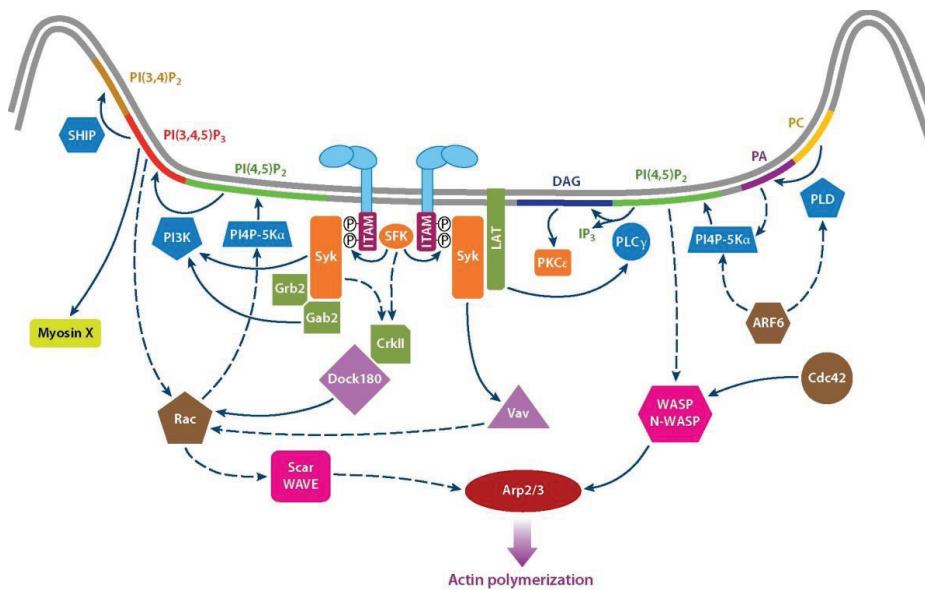 PI(3,4)P₂
SHIP
PI(3,4,5)P₃
PI(4,5)P₂
PI3K
PI4P-5Kα
Syk
Grb2
Gab2
P
P
ITAM
SFK
ITAM
P
P
Syk
LAT
DAG
PI(4,5)P₂
IP₃
PKCε
PLCγ
PA
PC
PLD
PI4P-5Kα
ARF6
Myosin X
CrkII
Dock180
Rac
Vav
WASP
N-WASP
Cdc42
Scar
WAVE
Arp2/3
Actin polymerization